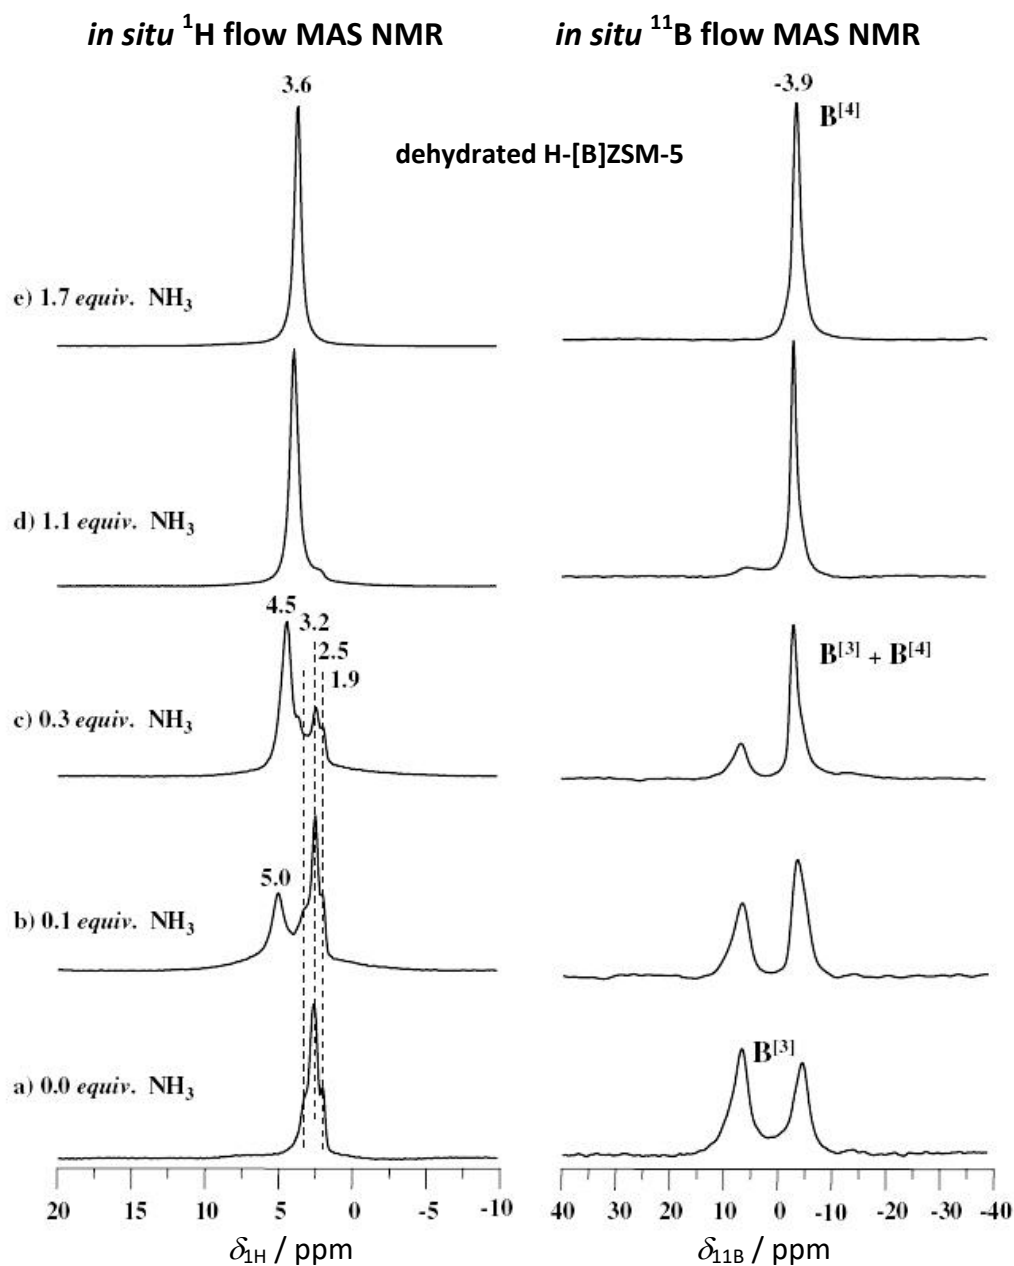 in situ ¹H flow MAS NMR
in situ ¹¹B flow MAS NMR
3.6
-3.9
B[4]
dehydrated H-[B]ZSM-5
e) 1.7 equiv. NH₃
d) 1.1 equiv. NH₃
4.5
3.2
2.5
1.9
B[3] + B[4]
c) 0.3 equiv. NH₃
5.0
b) 0.1 equiv. NH₃
B[3]
a) 0.0 equiv. NH₃
20 15 10 5 0 -5 -10
40 30 20 10 0 -10 -20 -30 -40
δ1H / ppm
δ11B / ppm